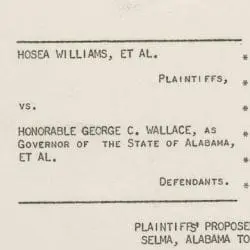 HOSEA WILLIAMS, ET AL. *
PLAINTIFFS, *
VS. *
HONORABLE GEORGE C. WALLACE, AS *
GOVERNOR OF THE STATE OF ALABAMA, *
ET AL. *
DEFENDANTS. *
PLAINTIFFS' PROPOSE
SELMA, ALABAMA TO